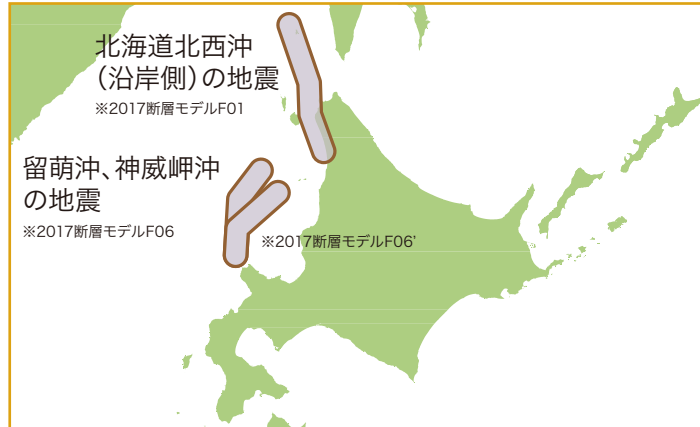 北海道北西沖
（沿岸側）の地震
※2017断層モデルF01
留萌沖、神威岬沖
の地震
※2017断層モデルF06
※2017断層モデルF06’